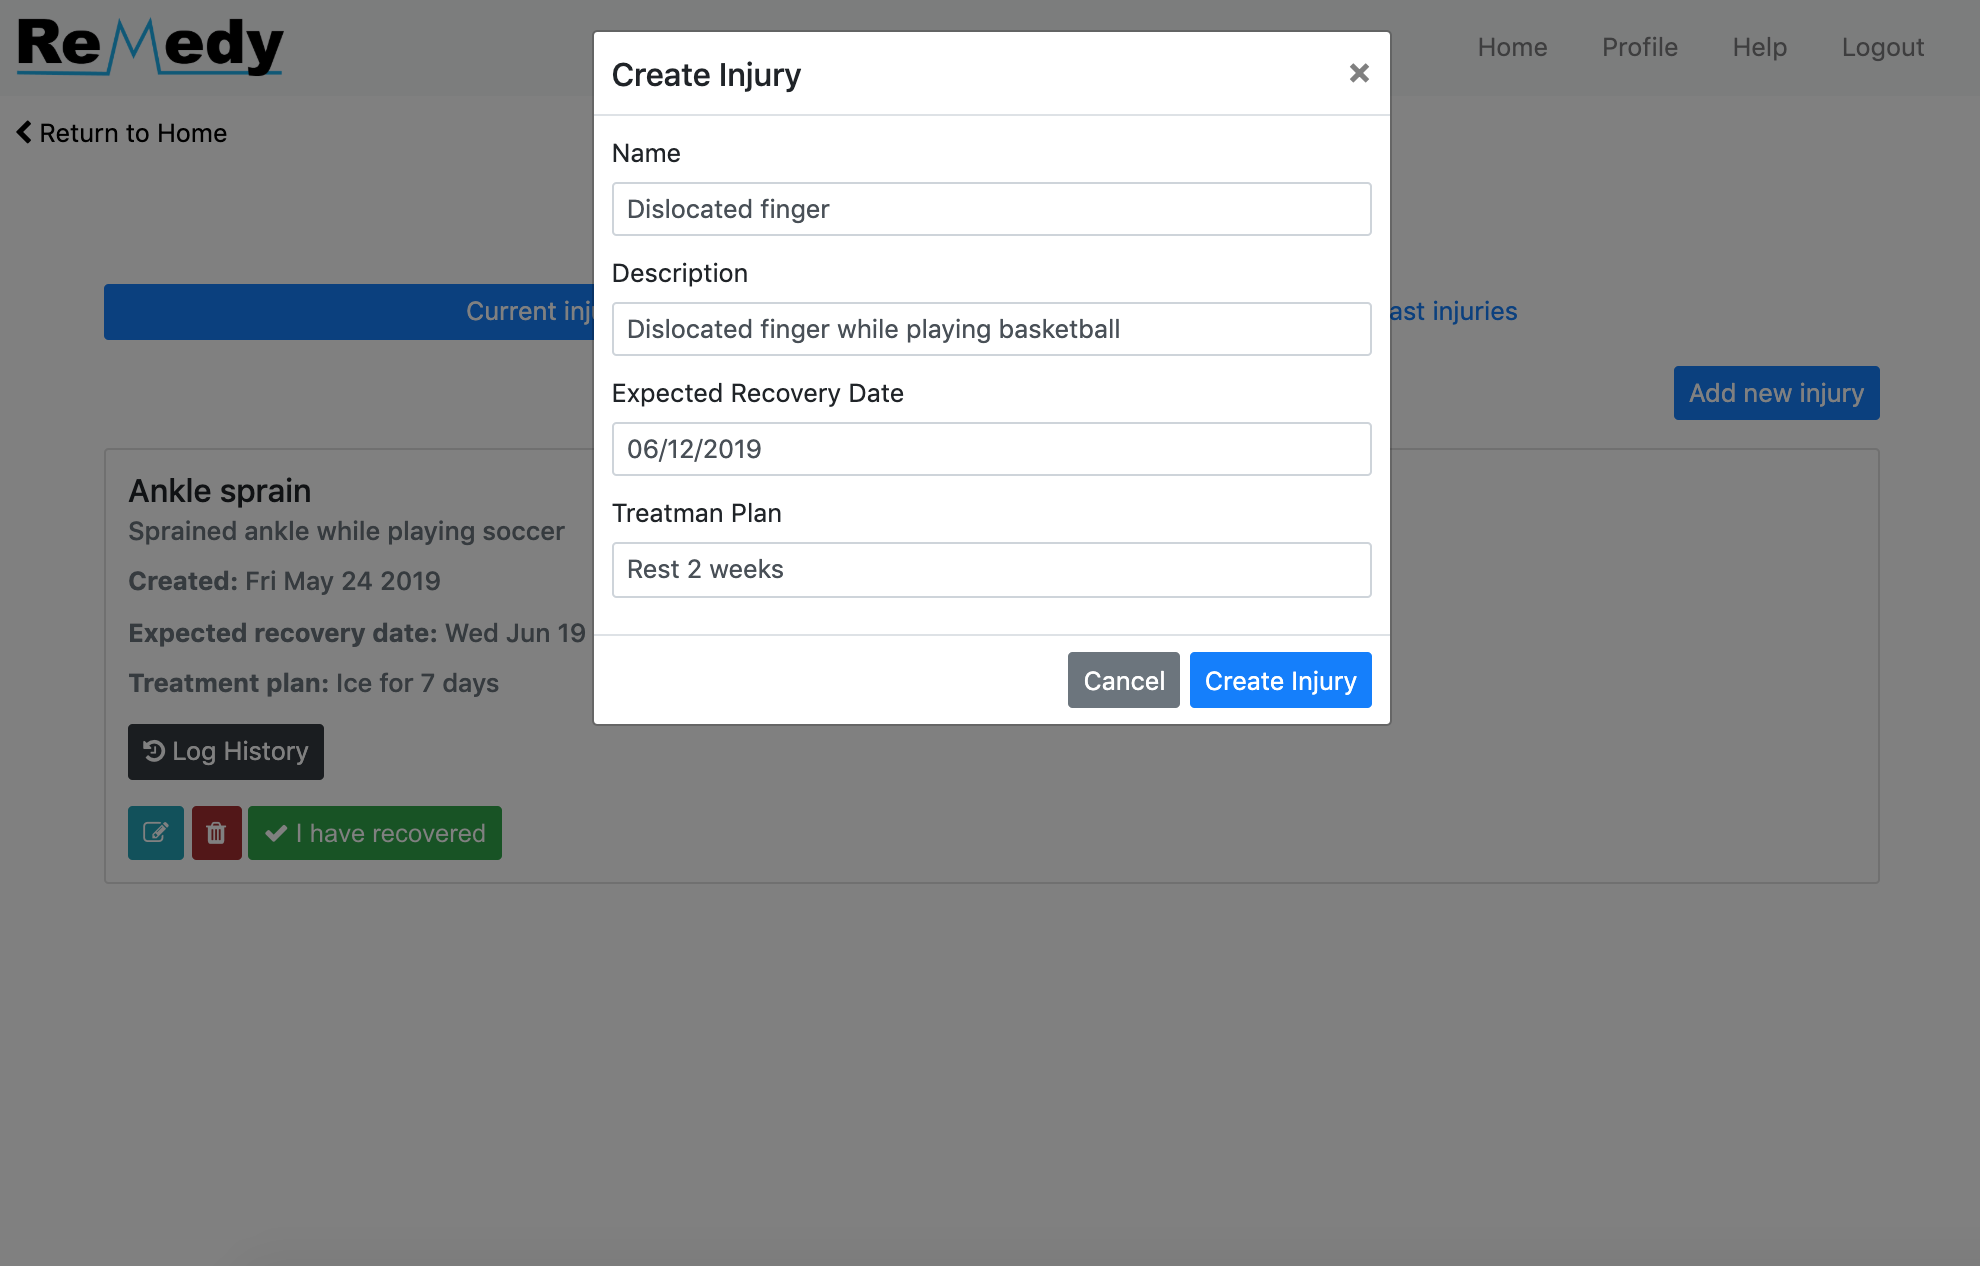 ReMedy
Home
Profile
Help
Logout
Return to Home
Create Injury
×
Name
Dislocated finger
Description
Dislocated finger while playing basketball
Expected Recovery Date
06/12/2019
Treatman Plan
Rest 2 weeks
Cancel
Create Injury
Current inju
ast injuries
Add new injury
Ankle sprain
Sprained ankle while playing soccer
Created: Fri May 24 2019
Expected recovery date: Wed Jun 19
Treatment plan: Ice for 7 days
Log History
I have recovered